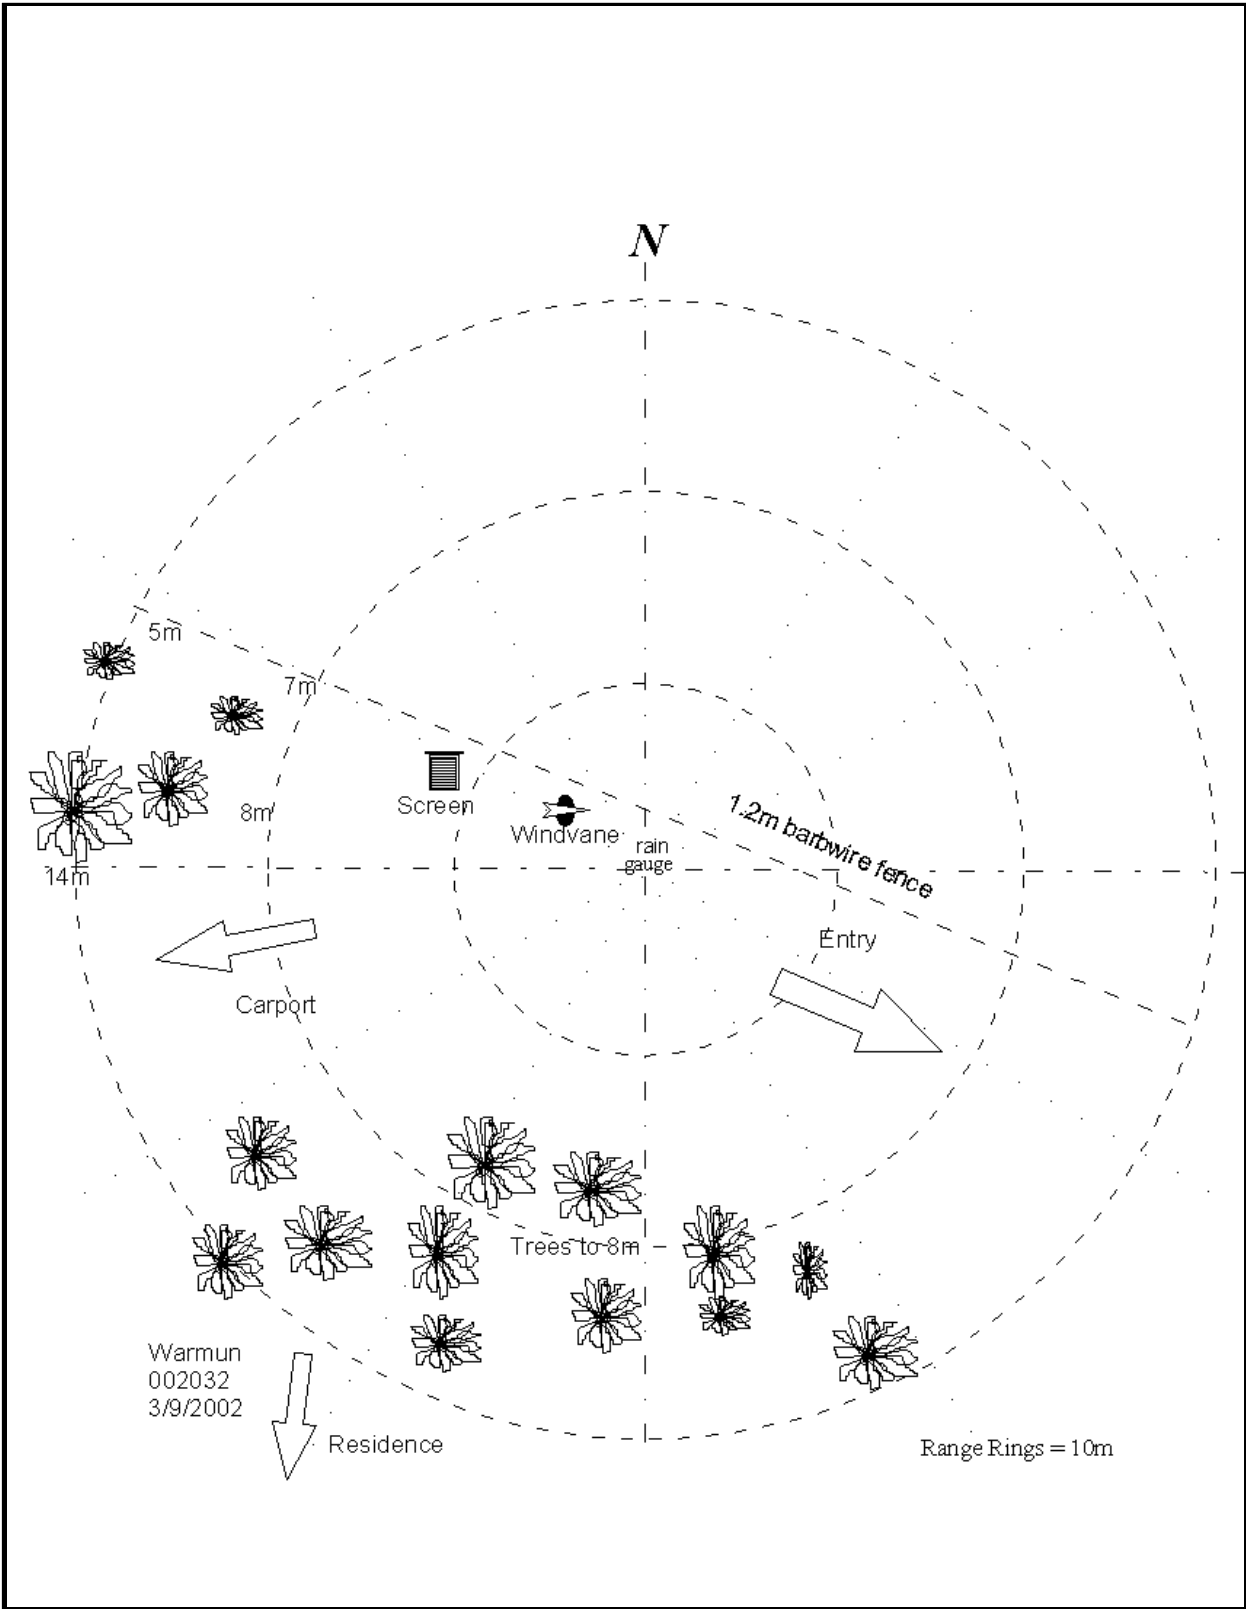 N
5m
7m
8m
Screen
Windvane
rain
gauge
1.2m barbwire fence
14m
Entry
Carport
Trees to 8m
Warmun
002032
3/9/2002
Residence
Range Rings = 10m